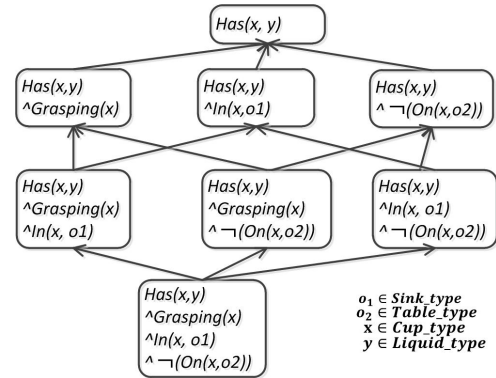 Has(x, y)
Has(x,y)
^Grasping(x)
Has(x,y)
^In(x,o1)
Has(x,y)
^ ¬(On(x,o2))
Has(x,y)
^Grasping(x)
^In(x, o1)
Has(x,y)
^Grasping(x)
^ ¬(On(x,o2))
Has(x,y)
^In(x, o1)
^ ¬(On(x,o2))
Has(x,y)
^Grasping(x)
^In(x, o1)
^ ¬(On(x,o2))
o₁ ∈ Sink_type
o₂ ∈ Table_type
x ∈ Cup_type
y ∈ Liquid_type